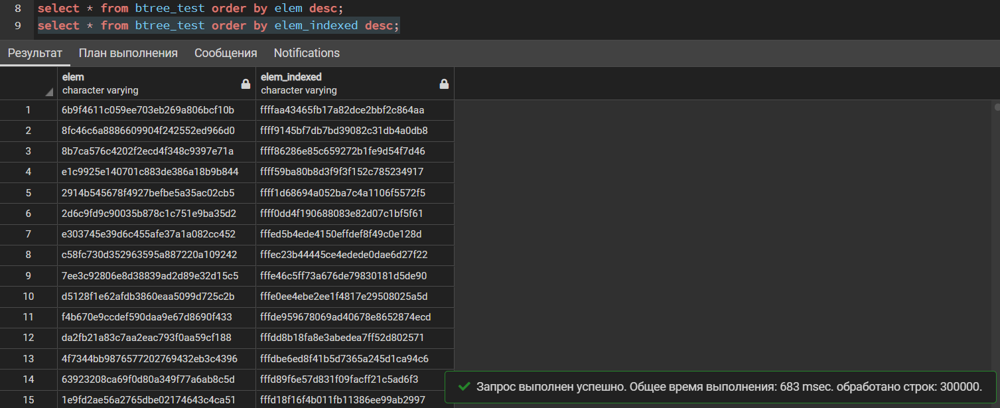 8 select * from btree_test order by elem desc;
9 select * from btree_test order by elem_indexed desc;
Результат План выполнения Сообщения Notifications
elem elem_indexed
character varying character varying
1 6b9f4611c059ee703eb269a806bcf10b ffffaa43465fb17a82dce2bbf2c864aa
2 8fc46c6a8886609904f242552ed966d0 ffff9145bf7db7bd39082c31db4a0db8
3 8b7ca576c4202f2ecd4f348c9397e71a ffff86286e85c659272b1fe9d54f7d46
4 e1c9925e140701c883de386a18b9b844 ffff59ba80b8d3f9f3f152c785234917
5 2914b545678f4927befbe5a35ac02cb5 ffff1d68694a052ba7c4a1106f5572f5
6 2d6c9fd9c90035b878c1c751e9ba35d2 ffff0dd4f190688083e82d07c1bf5f61
7 e303745e39d6c455afe37a1a082cc452 fffed5b4ede4150effdef8f49c0e128d
8 c58fc730d352963595a887220a109242 fffec23b44445ce4edede0dae6d27f22
9 7ee3c92806e8d38839ad2d89e32d15c5 fffe46c5ff73a676de79830181d5de90
10 d5128f1e62afdb3860eaa5099d725c2b fffe0ee4ebe2ee1f4817e29508025a5d
11 f4b670e9ccdef590daa9e67d8690f433 fffde959678069ad40678e8652874ecd
12 da2fb21a83c7aa2eac793f0aa59cf188 fffdd8b18fa8e3abedea7ff52d802571
13 4f7344bb9876577202769432eb3c4396 fffdbe6ed8f41b5d7365a245d1ca94c6
14 63923208ca69f0d80a349f77a6ab8c5d fffd89f6e57d831f09facff21c5ad6f3
15 1e9fd2ae56a2765dbe02174643c4ca51 fffd18f16f4b011fb11386ee99ab2997
Запрос выполнен успешно. Общее время выполнения: 683 msec. обработано строк: 300000.